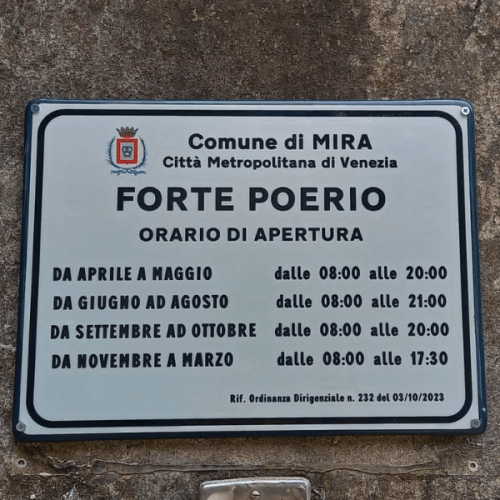 Comune di MIRA
Città Metropolitana di Venezia
FORTE POERIO
ORARIO DI APERTURA
DA APRILE A MAGGIO dalle 08:00 alle 20:00
DA GIUGNO AD AGOSTO dalle 08:00 alle 21:00
DA SETTEMBRE AD OTTOBRE dalle 08:00 alle 20:00
DA NOVEMBRE A MARZO dalle 08:00 alle 17:30
Rif. Ordinanza Dirigenziale n. 232 del 03/10/2023